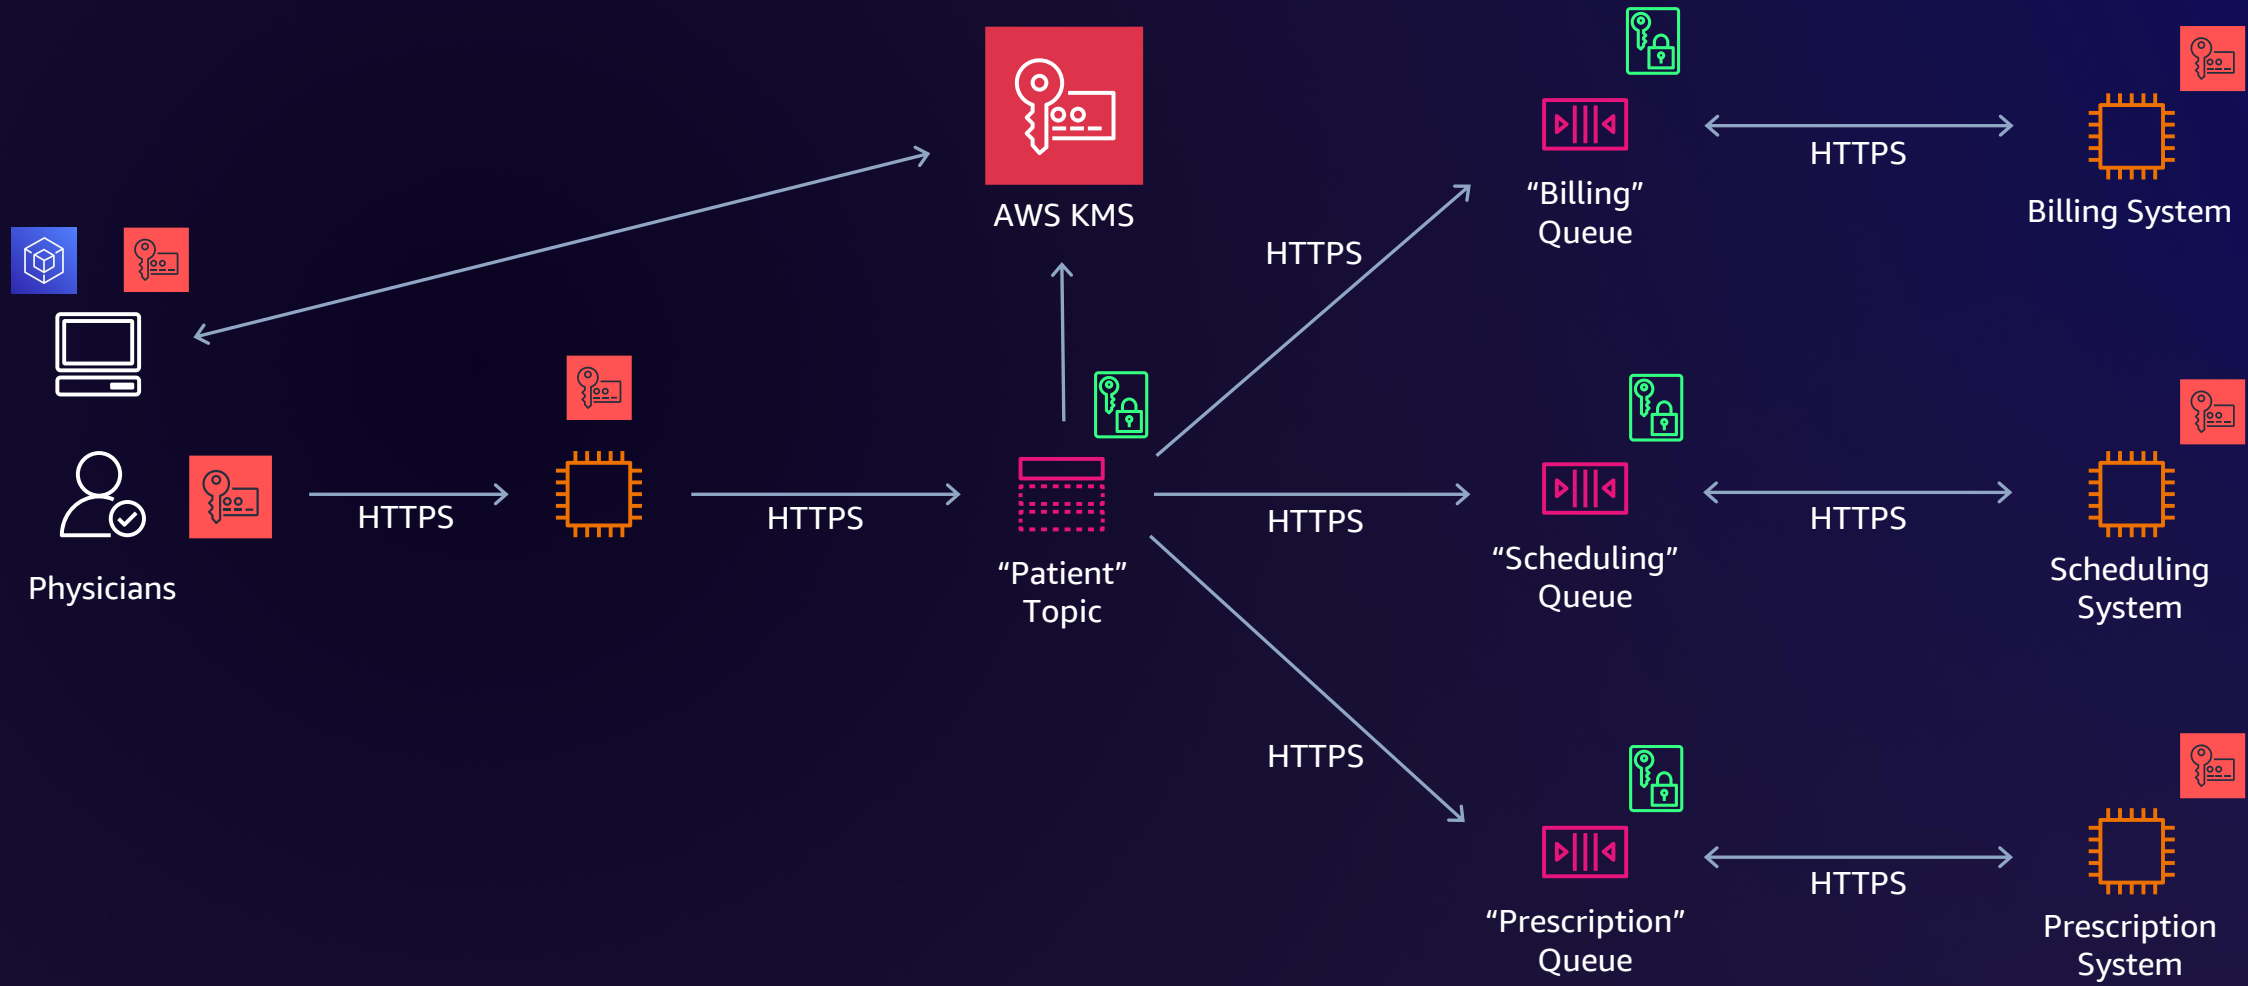 AWS KMS
“Billing”
Queue
HTTPS
Billing System
HTTPS
Physicians
HTTPS
HTTPS
“Patient”
Topic
HTTPS
“Scheduling”
Queue
HTTPS
Scheduling
System
HTTPS
“Prescription”
Queue
HTTPS
Prescription
System